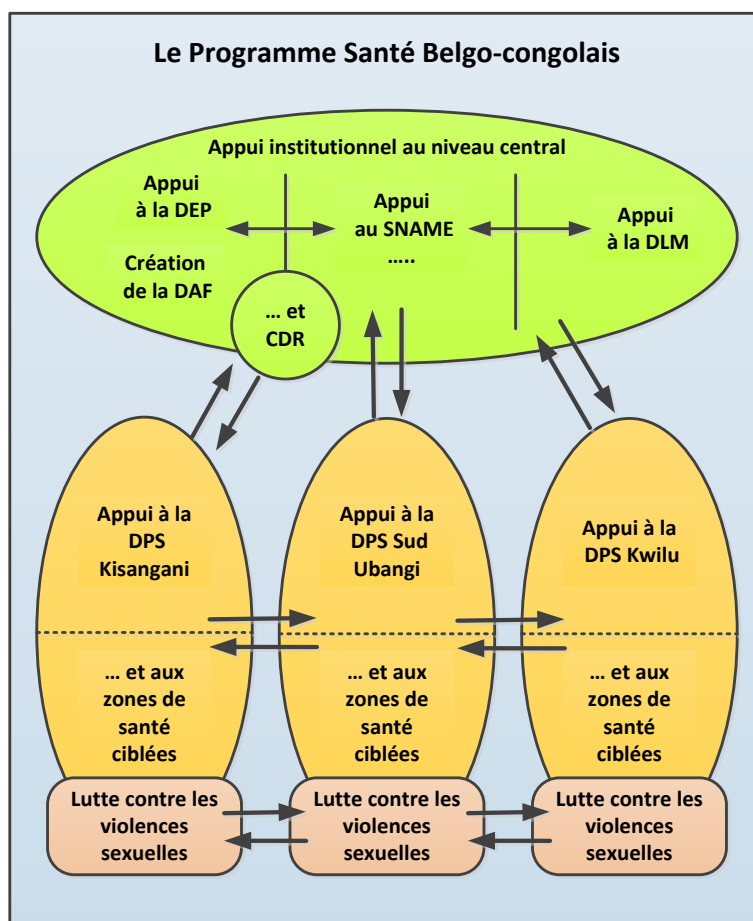 Le Programme Santé Belgo-congolais
Appui institutionnel au niveau central
Appui
à la DEP
Création
de la DAF
Appui
au SNAME
…..
Appui
à la DLM
… et
CDR
Appui à la
DPS
Kisangani
Appui à la
DPS Sud
Ubangi
Appui à la
DPS Kwilu
… et aux
zones de
santé
ciblées
… et aux
zones de
santé
ciblées
… et aux
zones de
santé
ciblées
Lutte contre les
violences
sexuelles
Lutte contre les
violences
sexuelles
Lutte contre les
violences
sexuelles